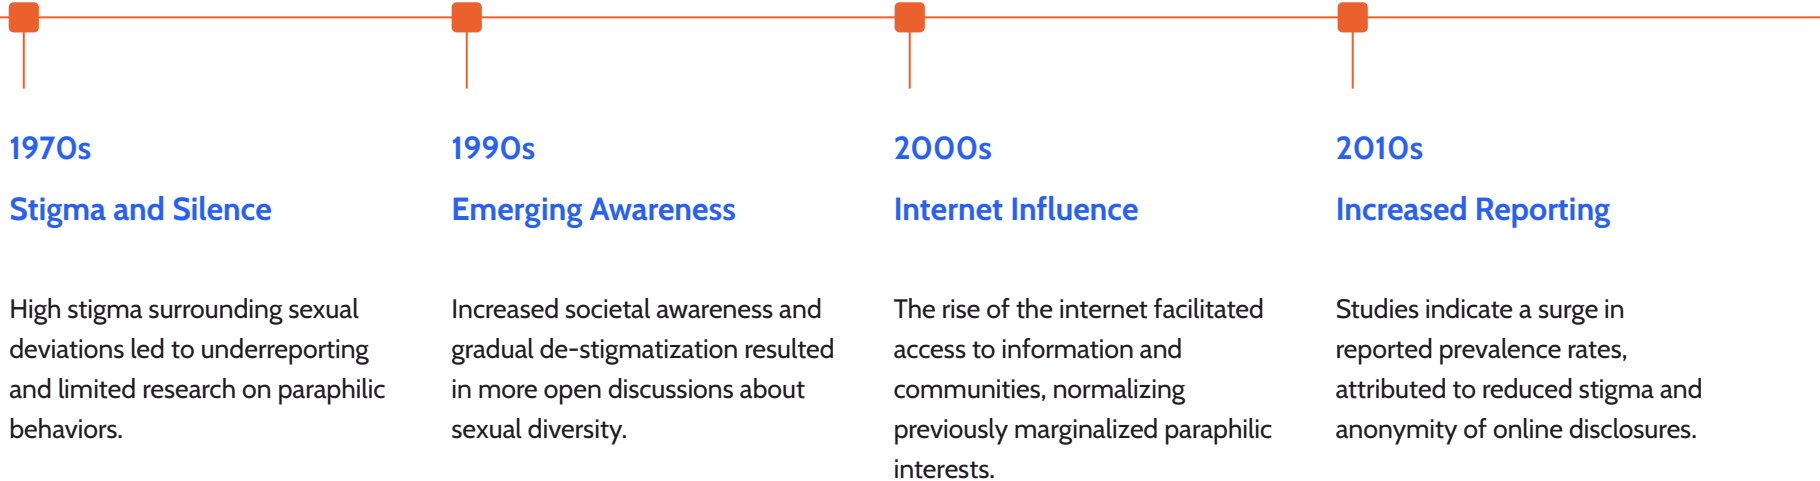 1970s
Stigma and Silence
High stigma surrounding sexual
deviations led to underreporting
and limited research on paraphilic
behaviors.
1990s
Emerging Awareness
Increased societal awareness and
gradual de-stigmatization resulted
in more open discussions about
sexual diversity.
2000s
Internet Influence
The rise of the internet facilitated
access to information and
communities, normalizing
previously marginalized paraphilic
interests.
2010s
Increased Reporting
Studies indicate a surge in
reported prevalence rates,
attributed to reduced stigma and
anonymity of online disclosures.